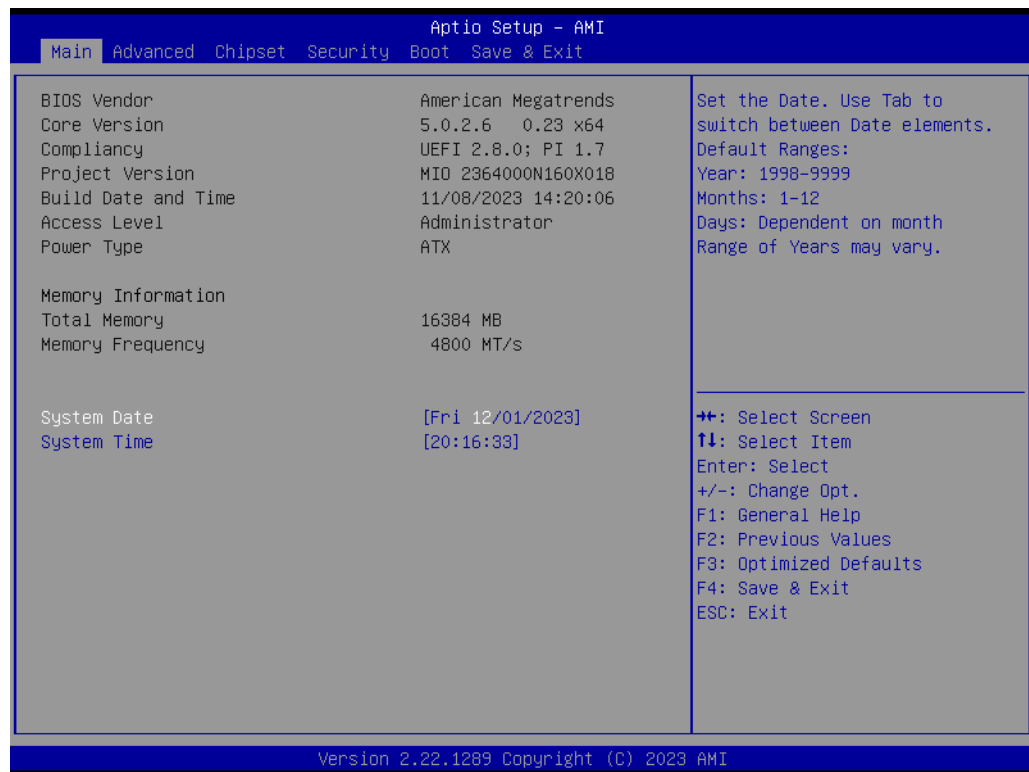 Aptio Setup – AMI
Main Advanced Chipset Security Boot Save & Exit
BIOS Vendor American Megatrends
Core Version 5.0.2.6 0.23 x64
Compliancy UEFI 2.8.0; PI 1.7
Project Version MIO 2364000N160X018
Build Date and Time 11/08/2023 14:20:06
Access Level Administrator
Power Type ATX
Memory Information
Total Memory 16384 MB
Memory Frequency 4800 MT/s
System Date [Fri 12/01/2023]
System Time [20:16:33]
Set the Date. Use Tab to
switch between Date elements.
Default Ranges:
Year: 1998-9999
Months: 1-12
Days: Dependent on month
Range of Years may vary.
→←: Select Screen
↑↓: Select Item
Enter: Select
+/-: Change Opt.
F1: General Help
F2: Previous Values
F3: Optimized Defaults
F4: Save & Exit
ESC: Exit
Version 2.22.1289 Copyright (C) 2023 AMI